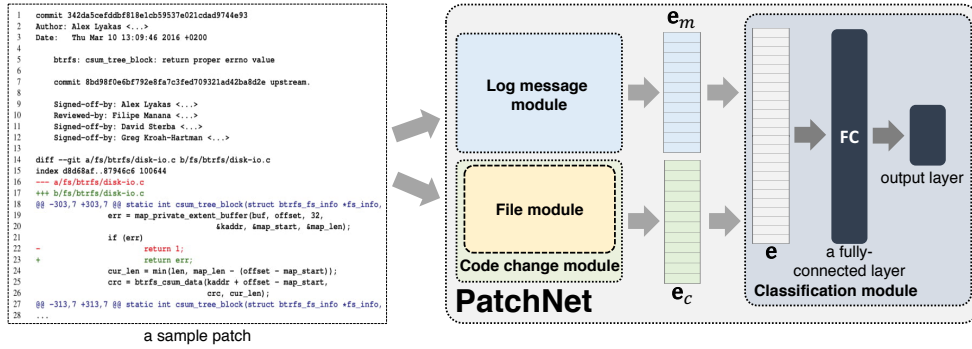 1 commit 342da5cefddbf818e1cb59537e021cdad9744e93
2 Author: Alex Lyakas <...>
3 Date: Thu Mar 10 13:09:46 2016 +0200
4
5 btrfs: csum_tree_block: return proper errno value
6
7 commit 8bd98f0e6bf792e8fa7c3fed709321ad42ba8d2e upstream.
8
9 Signed-off-by: Alex Lyakas <...>
10 Reviewed-by: Filipe Manana <...>
11 Signed-off-by: David Sterba <...>
12 Signed-off-by: Greg Kroah-Hartman <...>
13
14 diff --git a/fs/btrfs/disk-io.c b/fs/btrfs/disk-io.c
15 index d8d68af..87946c6 100644
16 --- a/fs/btrfs/disk-io.c
17 +++ b/fs/btrfs/disk-io.c
18 @@ -303,7 +303,7 @@ static int csum_tree_block(struct btrfs_fs_info *fs_info,
19 err = map_private_extent_buffer(buf, offset, 32,
20 &kaddr, &map_start, &map_len);
21 if (err)
22 - return 1;
23 + return err;
24 cur_len = min(len, map_len - (offset - map_start));
25 crc = btrfs_csum_data(kaddr + offset - map_start,
26 crc, cur_len);
27 @@ -313,7 +313,7 @@ static int csum_tree_block(struct btrfs_fs_info *fs_info,
28 ...
a sample patch
Log message
module
File module
Code change module
PatchNet
e_m
e_c
e
FC
a fully-
connected layer
output layer
Classification module